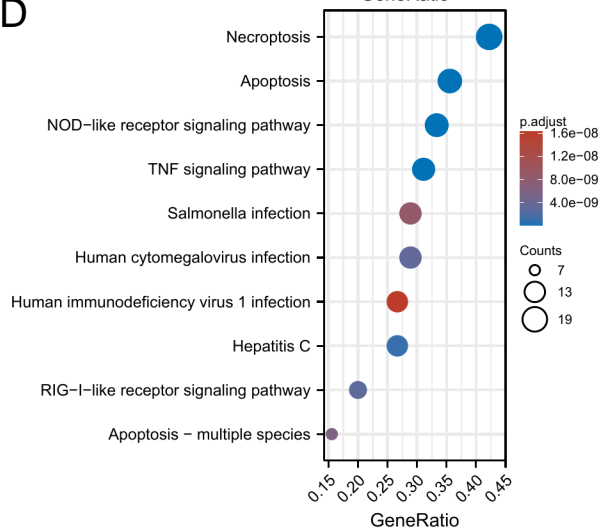 D
Necroptosis
Apoptosis
NOD−like receptor signaling pathway
TNF signaling pathway
Salmonella infection
Human cytomegalovirus infection
Human immunodeficiency virus 1 infection
Hepatitis C
RIG−I−like receptor signaling pathway
Apoptosis − multiple species
0.15
0.20
0.25
0.30
0.35
0.40
0.45
GeneRatio
p.adjust
1.6e−08
1.2e−08
8.0e−09
4.0e−09
Counts
7
13
19